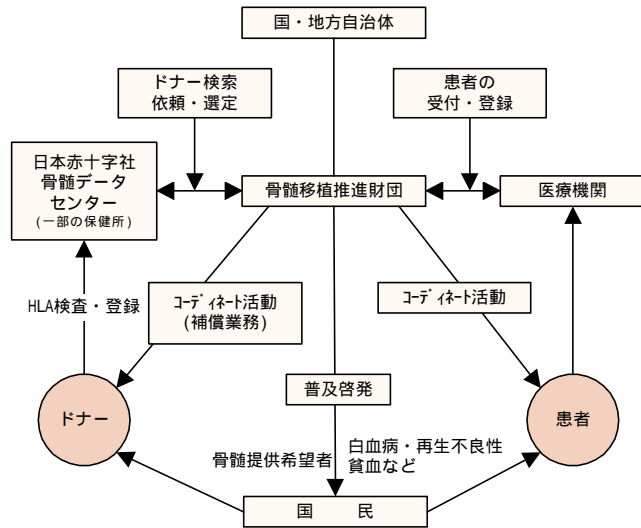 国・地方自治体
ドナー検索
依頼・選定
患者の
受付・登録
日本赤十字社
骨髄データ
センター
(一部の保健所)
骨髄移植推進財団
医療機関
HLA検査・登録
ｺｰﾃﾞｨﾈｰﾄ活動
(補償業務)
ｺｰﾃﾞｨﾈｰﾄ活動
普及啓発
ドナー
患者
骨髄提供希望者
白血病・再生不良性
貧血など
国　　民